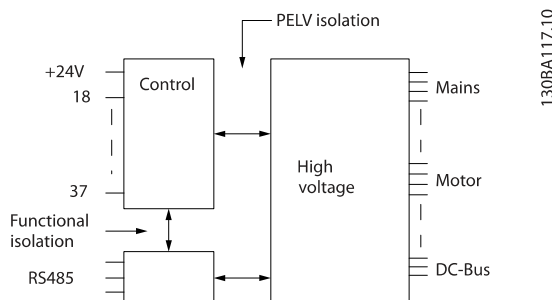 PELV isolation
130BA117.10
+24V
Control
Mains
18
High
voltage
Motor
37
Functional
isolation
RS485
DC-Bus